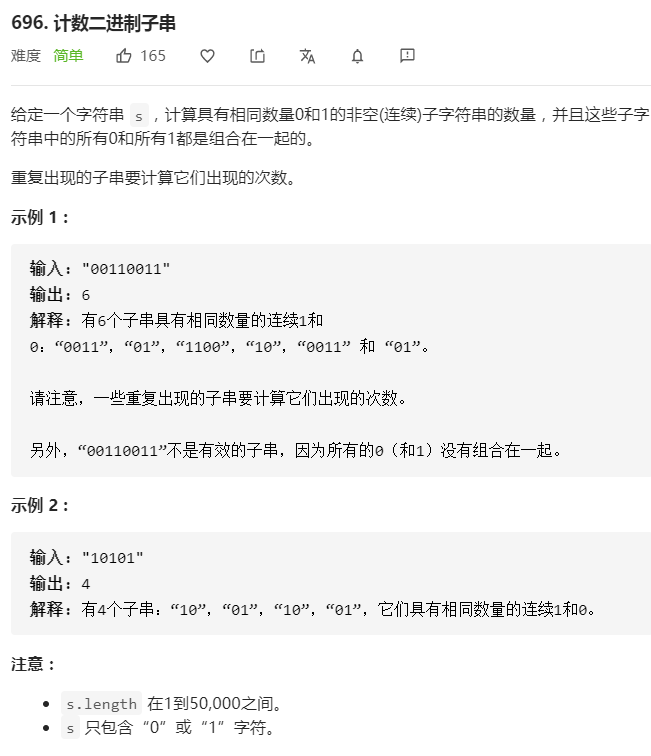 696. 计数二进制子串
难度 简单 165
给定一个字符串 s，计算具有相同数量0和1的非空(连续)子字符串的数量，并且这些子字
符串中的所有0和所有1都是组合在一起的。
重复出现的子串要计算它们出现的次数。
示例 1：
输入："00110011"
输出：6
解释：有6个子串具有相同数量的连续1和
0：“0011”，“01”，“1100”，“10”，“0011” 和 “01”。
请注意，一些重复出现的子串要计算它们出现的次数。
另外，“00110011”不是有效的子串，因为所有的0（和1）没有组合在一起。
示例 2：
输入："10101"
输出：4
解释：有4个子串：“10”，“01”，“10”，“01”，它们具有相同数量的连续1和0。
注意：
• s.length 在1到50,000之间。
• s 只包含“0”或“1”字符。